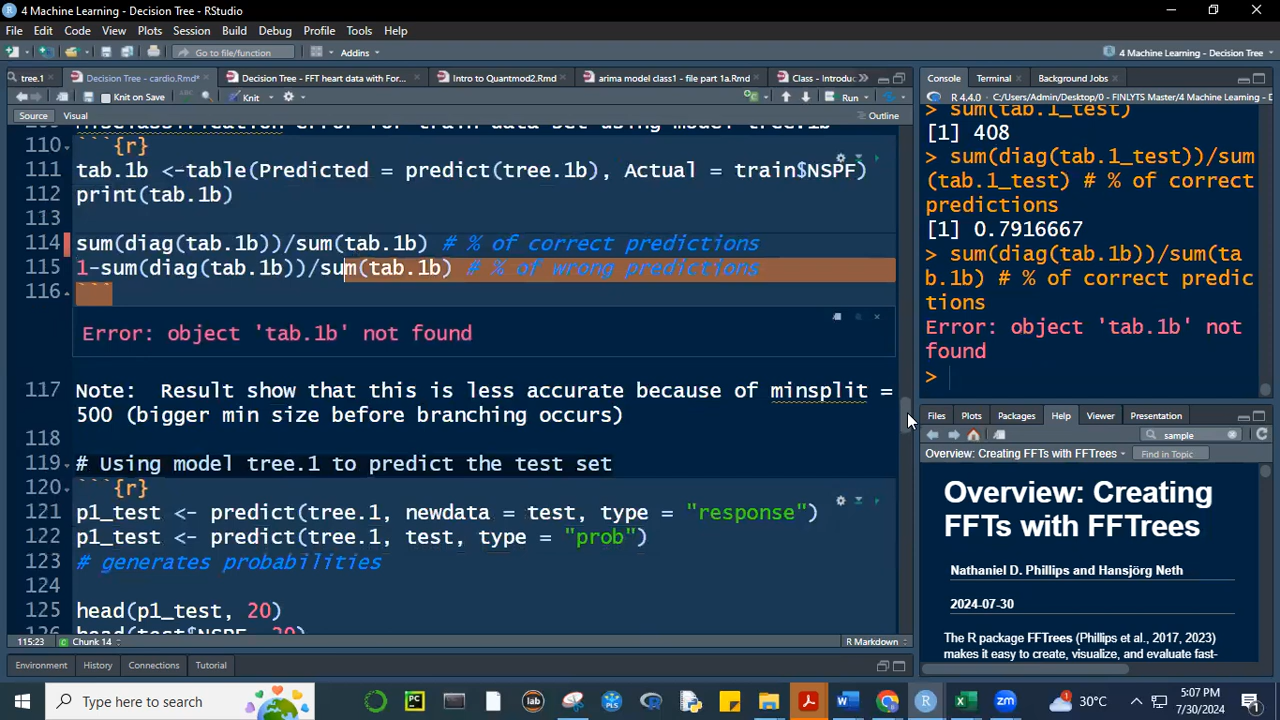 4 Machine Learning - Decision Tree - RStudio
File Edit Code View Plots Session Build Debug Profile Tools Help
Go to file/function Addins 4 Machine Learning - Decision Tree
tree.1 Decision Tree - cardio.Rmd* Decision Tree - FFT heart data with For... Intro to Quantmod2.Rmd arima model class1 - file part 1a.Rmd Class - Introduc
Knit on Save Knit Run
Source Visual Outline
110 ```{r}
111 tab.1b <-table(Predicted = predict(tree.1b), Actual = train$NSPF)
112 print(tab.1b)
113
114 sum(diag(tab.1b))/sum(tab.1b) # % of correct predictions
115 1-sum(diag(tab.1b))/sum(tab.1b) # % of wrong predictions
116 ```
Error: object 'tab.1b' not found
117 Note: Result show that this is less accurate because of minsplit =
500 (bigger min size before branching occurs)
118
119 # Using model tree.1 to predict the test set
120 ```{r}
121 p1_test <- predict(tree.1, newdata = test, type = "response")
122 p1_test <- predict(tree.1, test, type = "prob")
123 # generates probabilities
124
125 head(p1_test, 20)
115:23 Chunk 14 R Markdown
Environment History Connections Tutorial
Console Terminal Background Jobs
R 4.4.0 · C:/Users/Admin/Desktop/0 - FINLYTS Master/4 Machine Learning -
> sum(tab.1_test)
[1] 408
> sum(diag(tab.1_test))/sum
(tab.1_test) # % of correct
predictions
[1] 0.7916667
> sum(diag(tab.1b))/sum(ta
b.1b) # % of correct predic
tions
Error: object 'tab.1b' not
found
>
Files Plots Packages Help Viewer Presentation
sample
Overview: Creating FFTs with FFTrees Find in Topic
Overview: Creating
FFTs with FFTrees
Nathaniel D. Phillips and Hansjörg Neth
2024-07-30
The R package FFTrees (Phillips et al., 2017, 2023)
makes it easy to create, visualize, and evaluate fast-
Type here to search
30°C
5:07 PM
7/30/2024